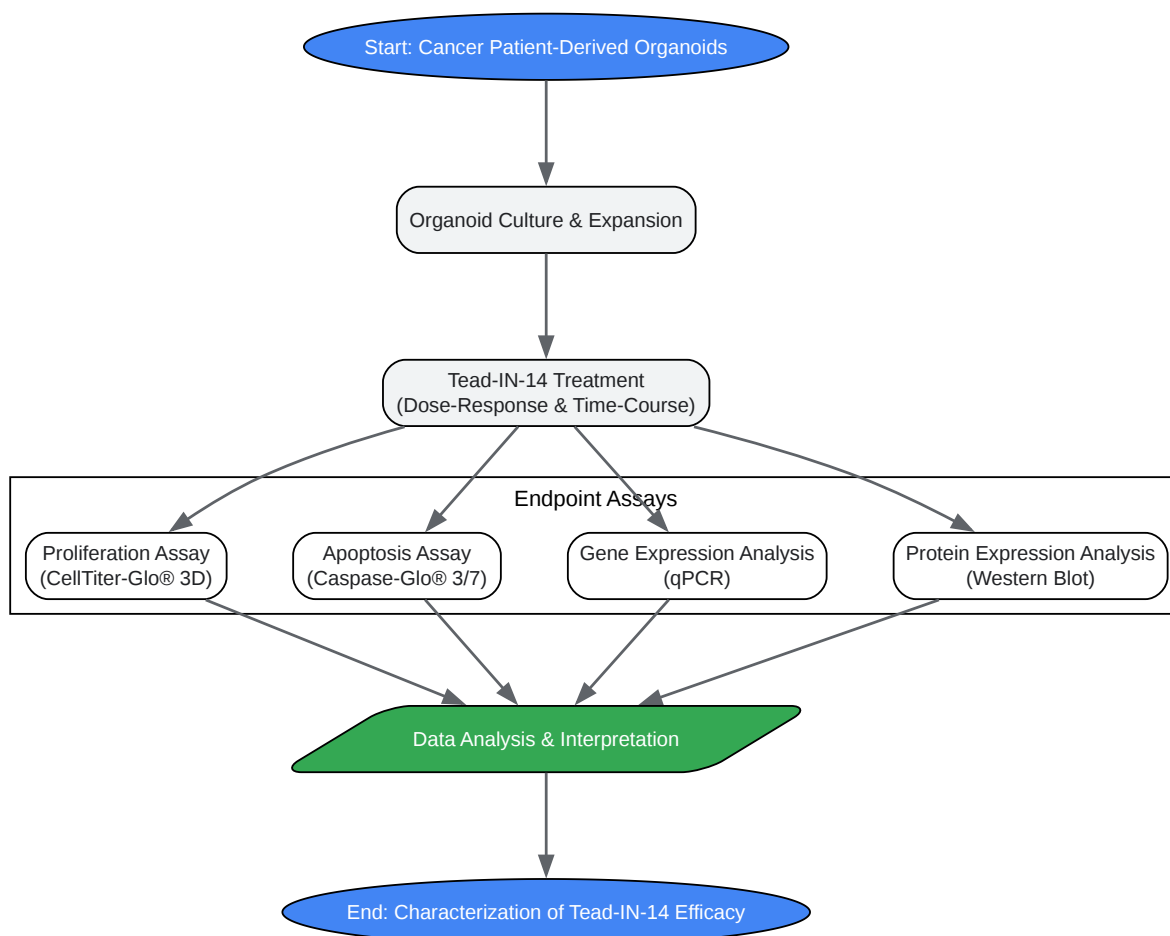 Start: Cancer Patient-Derived Organoids
Organoid Culture & Expansion
Tead-IN-14 Treatment
(Dose-Response & Time-Course)
Endpoint Assays
Proliferation Assay
(CellTiter-Glo® 3D)
Apoptosis Assay
(Caspase-Glo® 3/7)
Gene Expression Analysis
(qPCR)
Protein Expression Analysis
(Western Blot)
Data Analysis & Interpretation
End: Characterization of Tead-IN-14 Efficacy